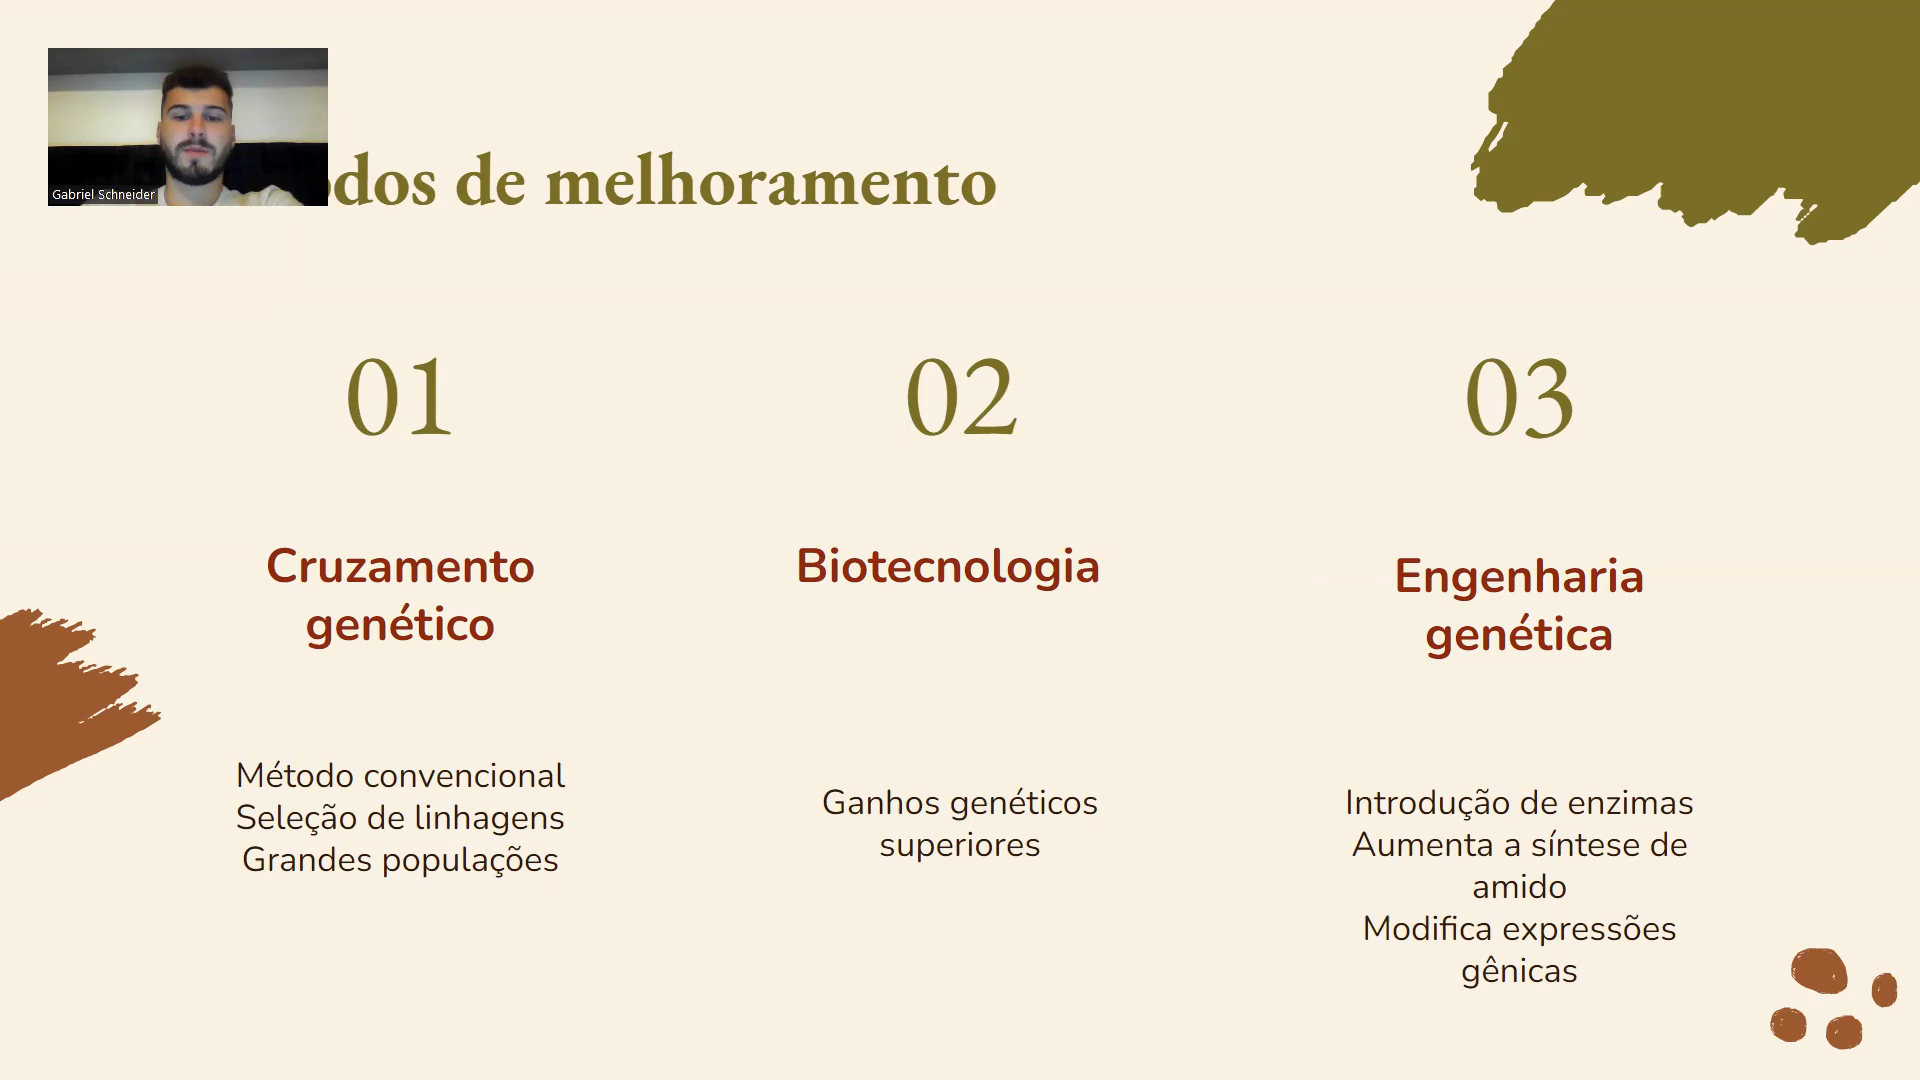 Gabriel Schneider
odos de melhoramento
01
02
03
Cruzamento
genético
Biotecnologia
Engenharia
genética
Método convencional
Seleção de linhagens
Grandes populações
Ganhos genéticos
superiores
Introdução de enzimas
Aumenta a síntese de
amido
Modifica expressões
gênicas